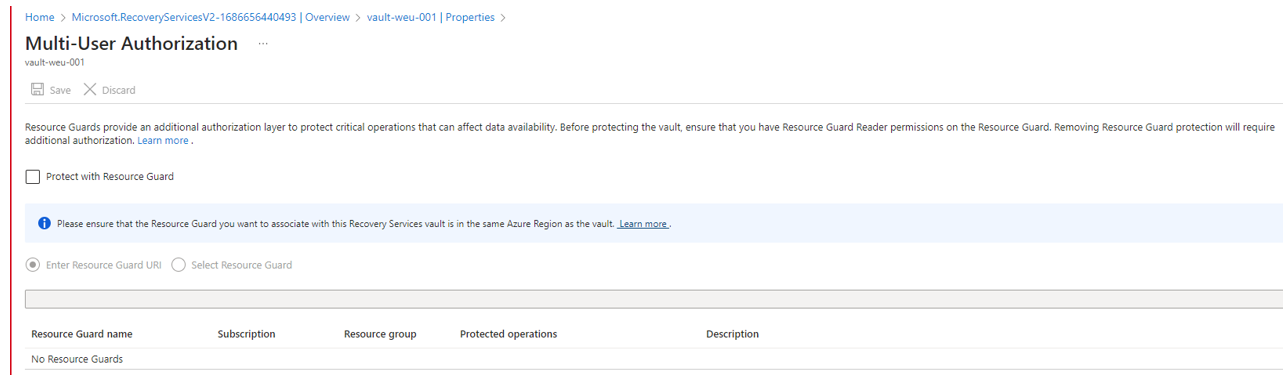 Home > Microsoft.RecoveryServicesV2-1686656440493 | Overview > vault-weu-001 | Properties >
Multi-User Authorization ...
vault-weu-001
Save Discard
Resource Guards provide an additional authorization layer to protect critical operations that can affect data availability. Before protecting the vault, ensure that you have Resource Guard Reader permissions on the Resource Guard. Removing Resource Guard protection will require
additional authorization. Learn more .
Protect with Resource Guard
Please ensure that the Resource Guard you want to associate with this Recovery Services vault is in the same Azure Region as the vault. Learn more .
Enter Resource Guard URI Select Resource Guard
Resource Guard name Subscription Resource group Protected operations Description
No Resource Guards